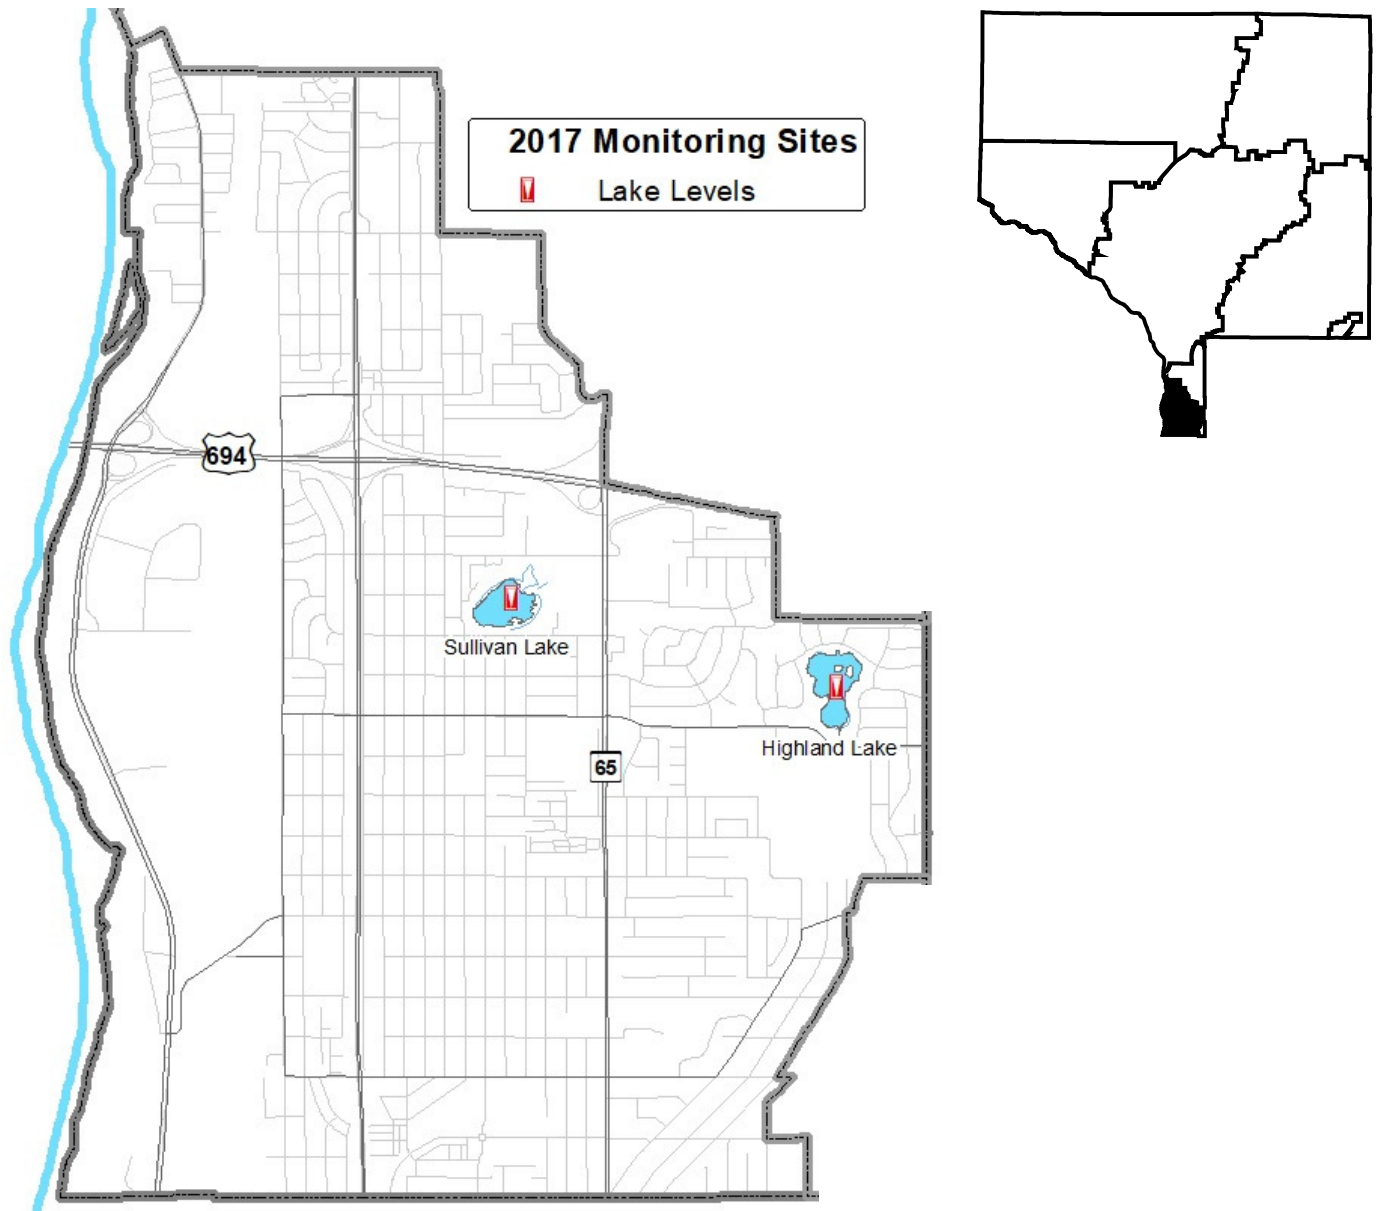 2017 Monitoring Sites
Lake Levels
694
Sullivan Lake
Highland Lake
65